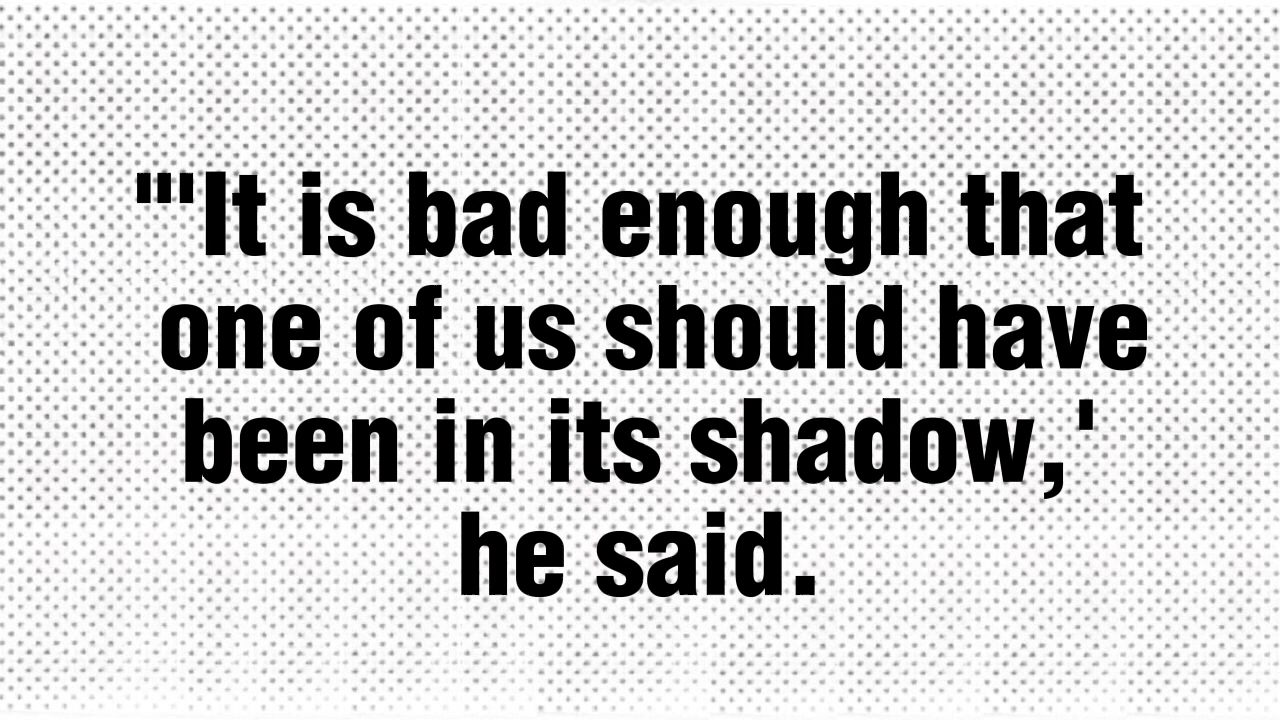 "'It is bad enough that
one of us should have
been in its shadow,'
he said.